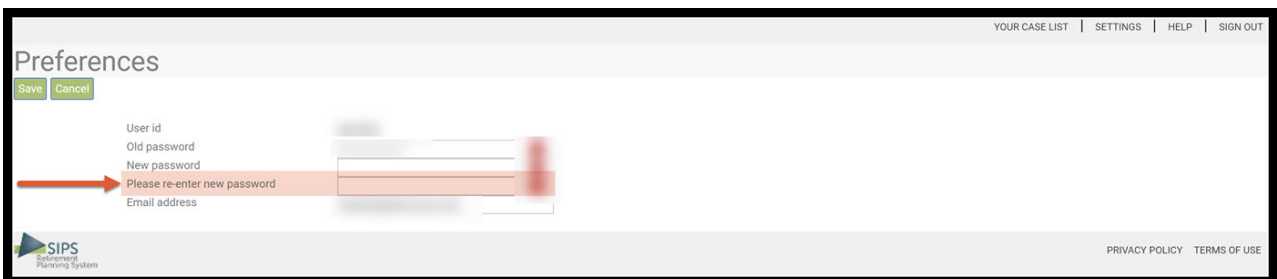 YOUR CASE LIST | SETTINGS | HELP | SIGN OUT
Preferences
Save Cancel
User id
Old password
New password
Please re-enter new password
Email address
SIPS
Retirement
Planning System
PRIVACY POLICY TERMS OF USE